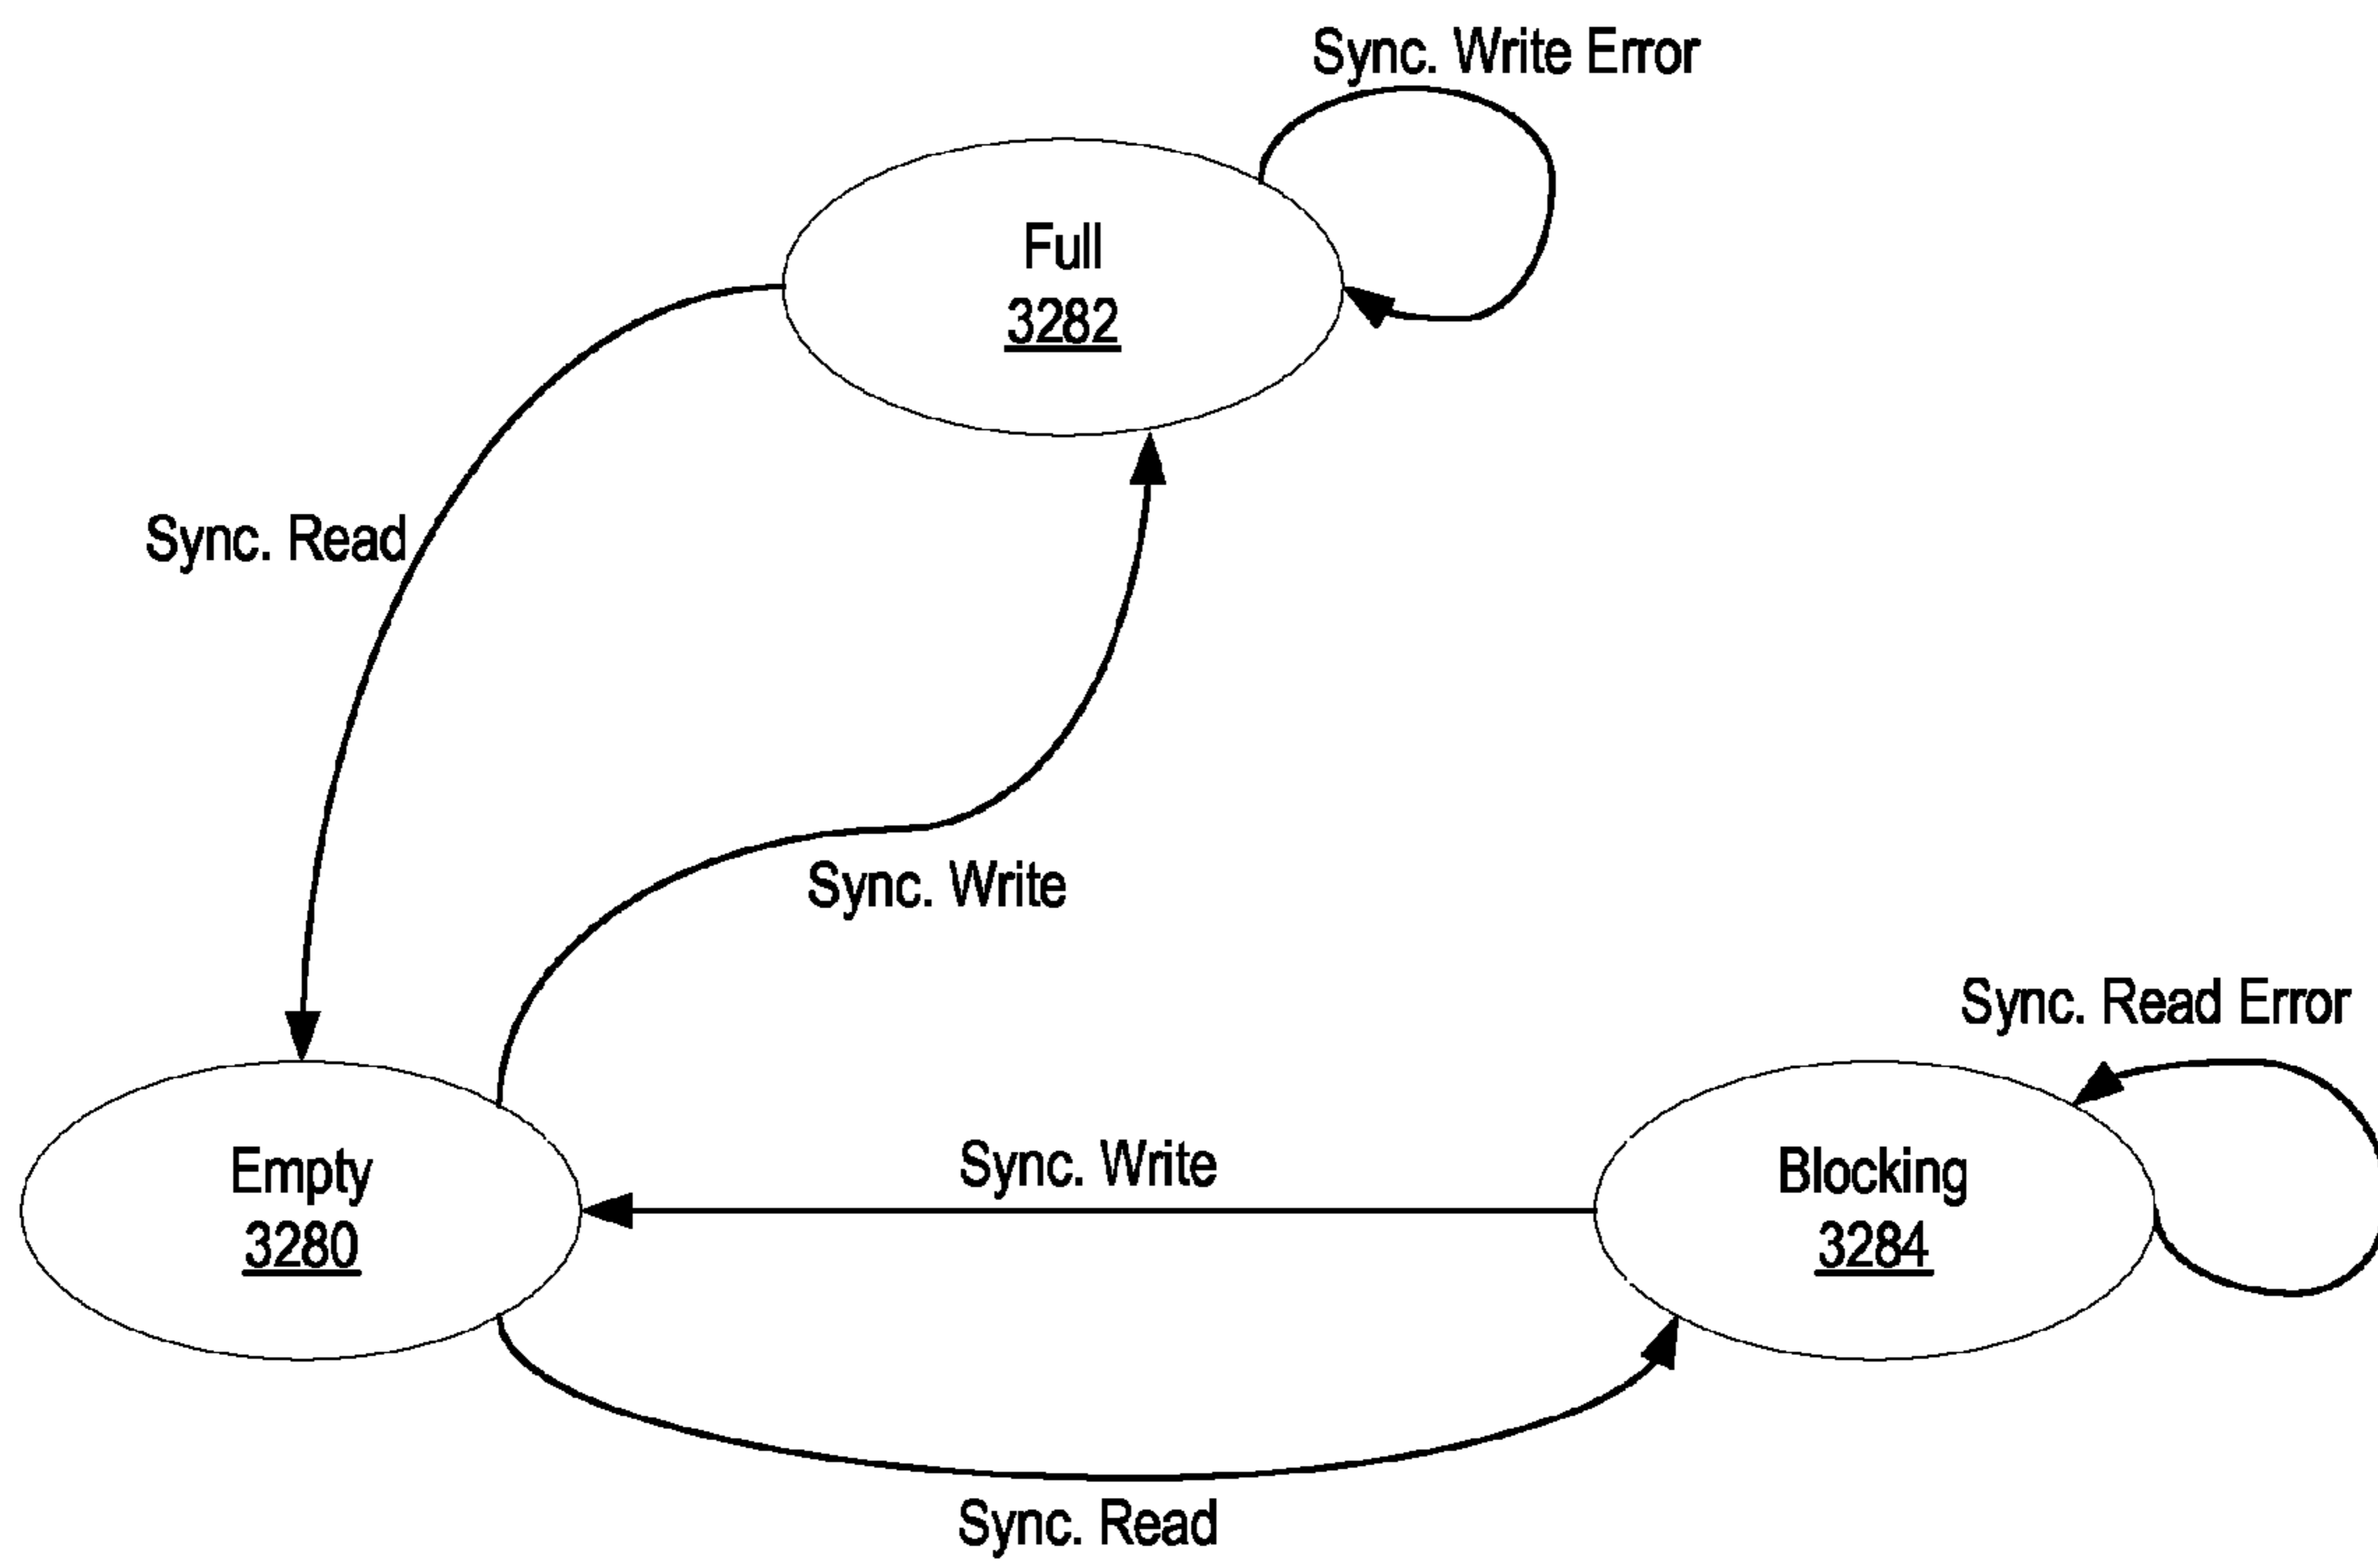 Sync. Write Error
Full
3282
Sync. Read
Sync. Write
Sync. Read Error
Empty
3280
Sync. Write
Blocking
3284
Sync. Read